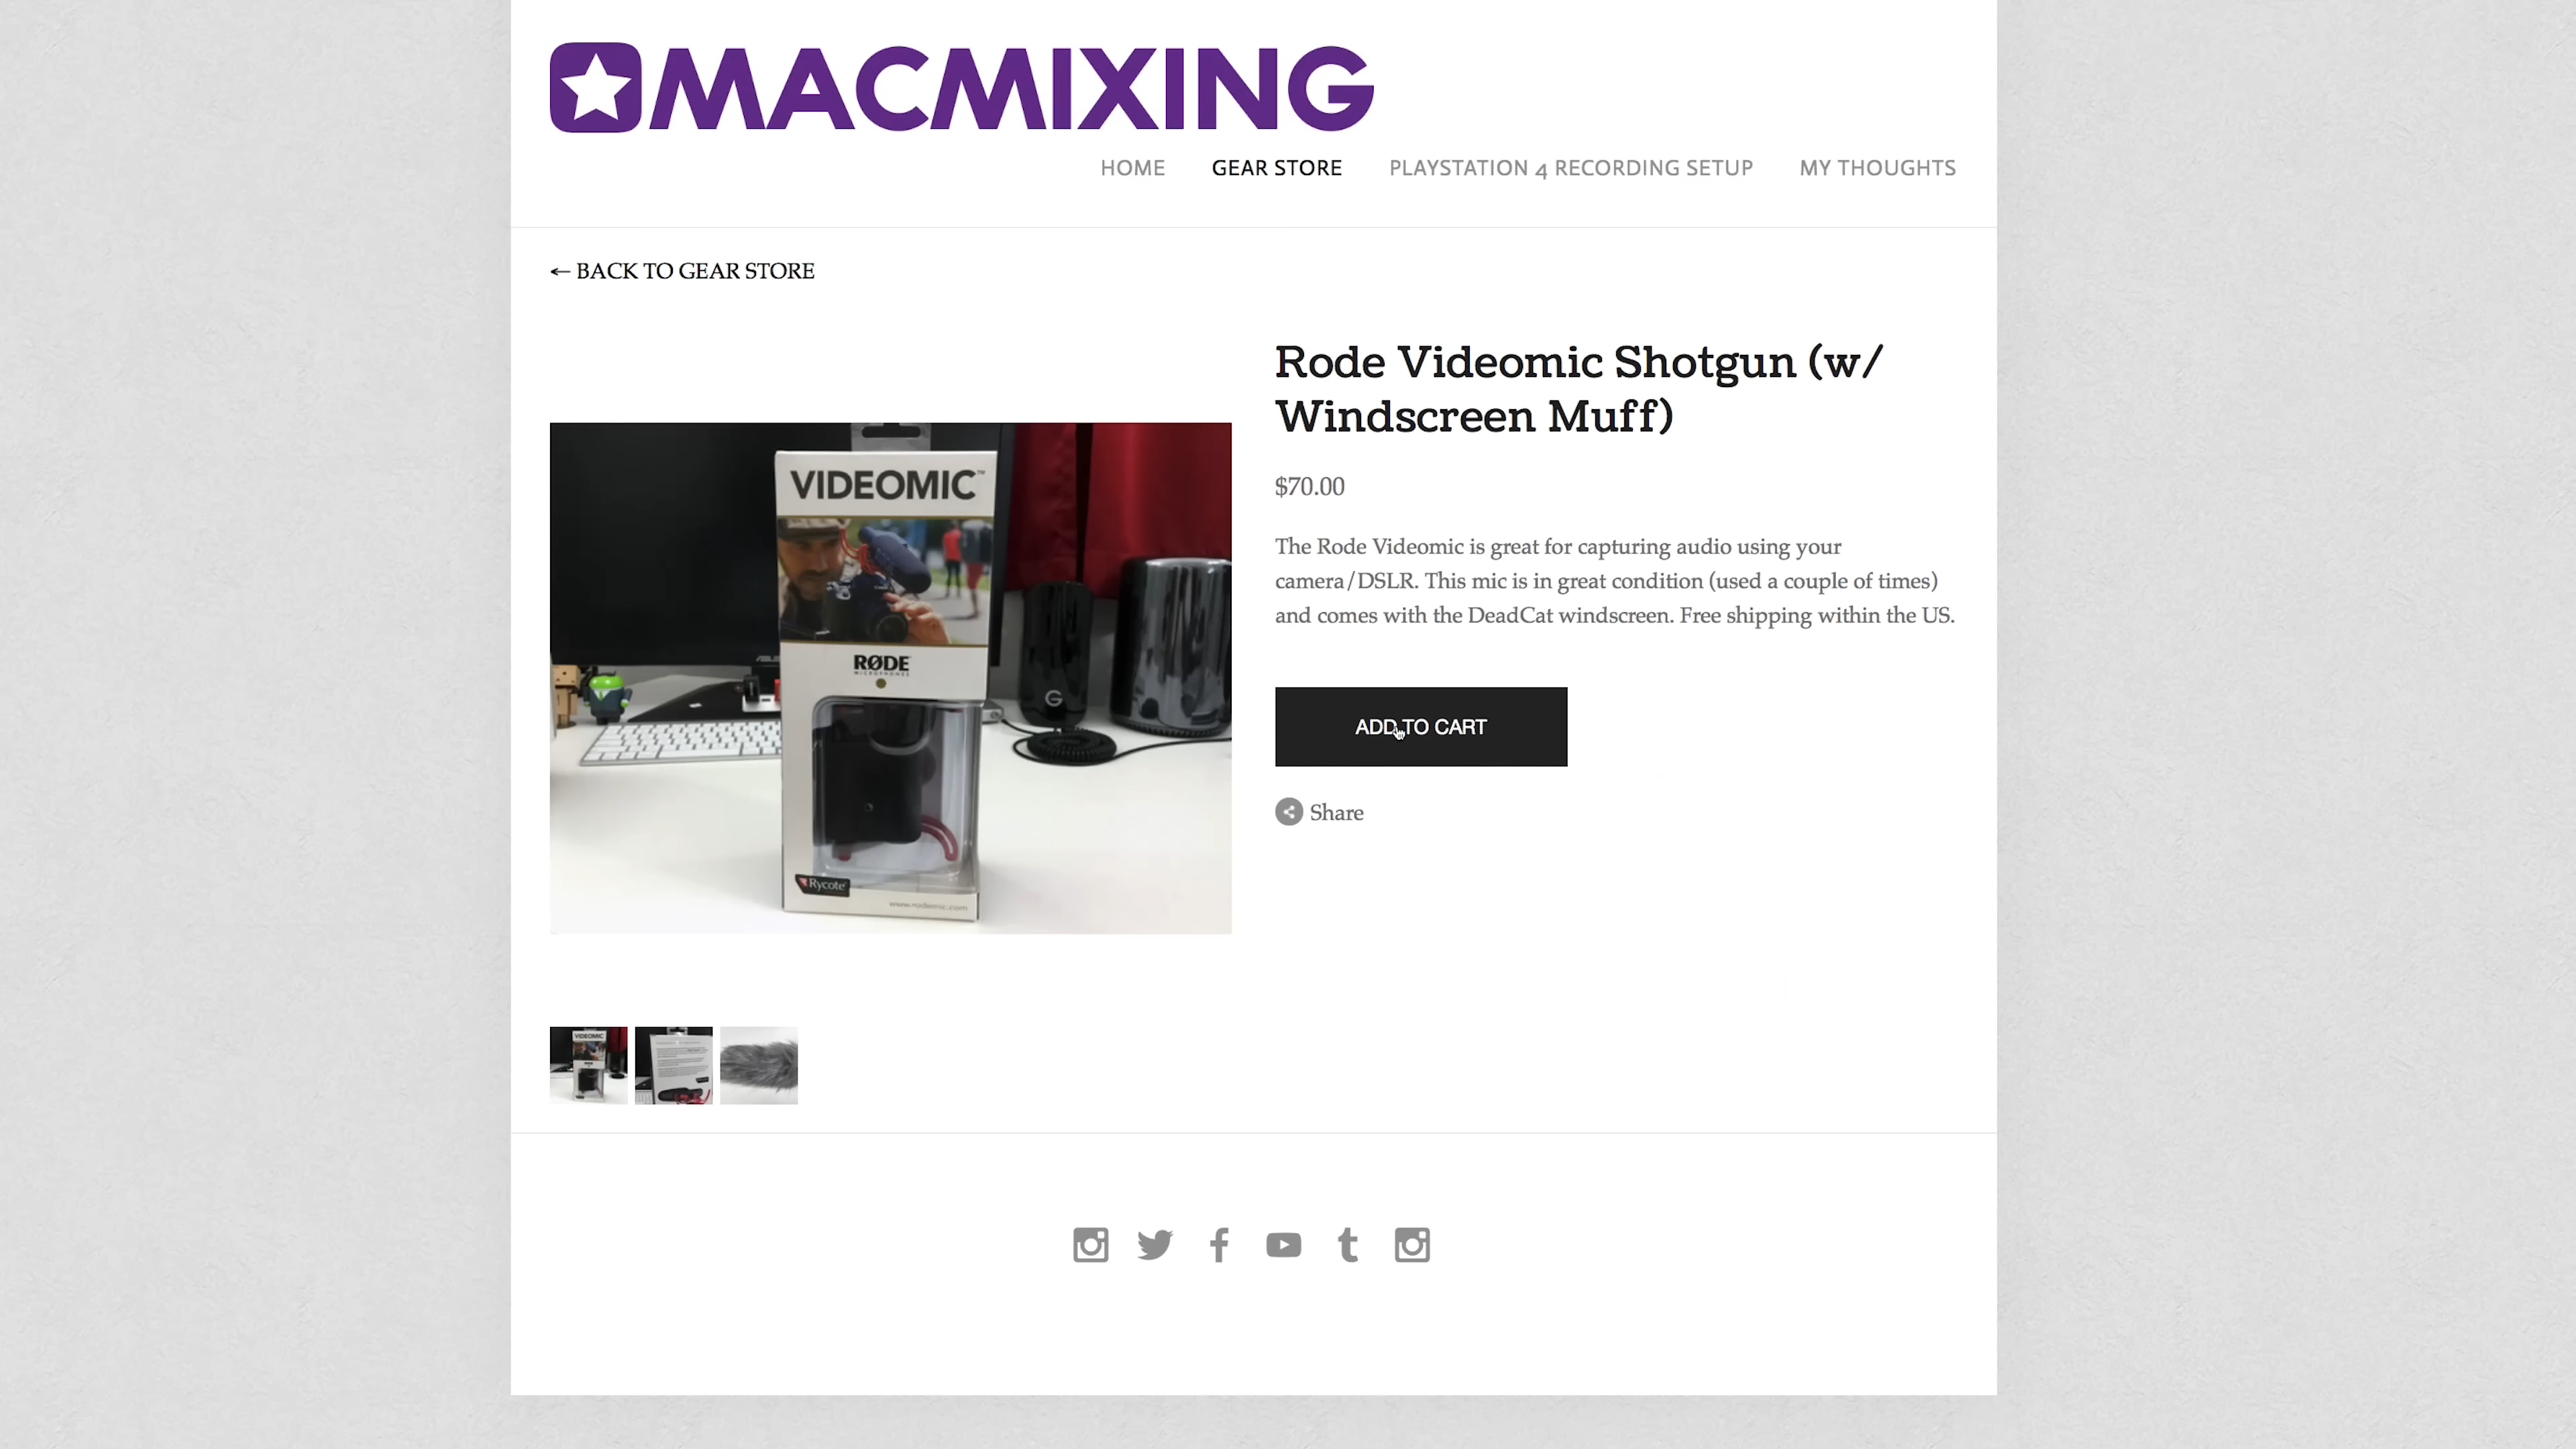 MACMIXING
HOME
GEAR STORE
PLAYSTATION 4 RECORDING SETUP
MY THOUGHTS
← BACK TO GEAR STORE
Rode Videomic Shotgun (w/
Windscreen Muff)
$70.00
The Rode Videomic is great for capturing audio using your
camera/DSLR. This mic is in great condition (used a couple of times)
and comes with the DeadCat windscreen. Free shipping within the US.
ADD TO CART
Share
VIDEOMIC™
RØDE
MICROPHONES
Rycote
www.rodemic.com
G
VIDEOMIC